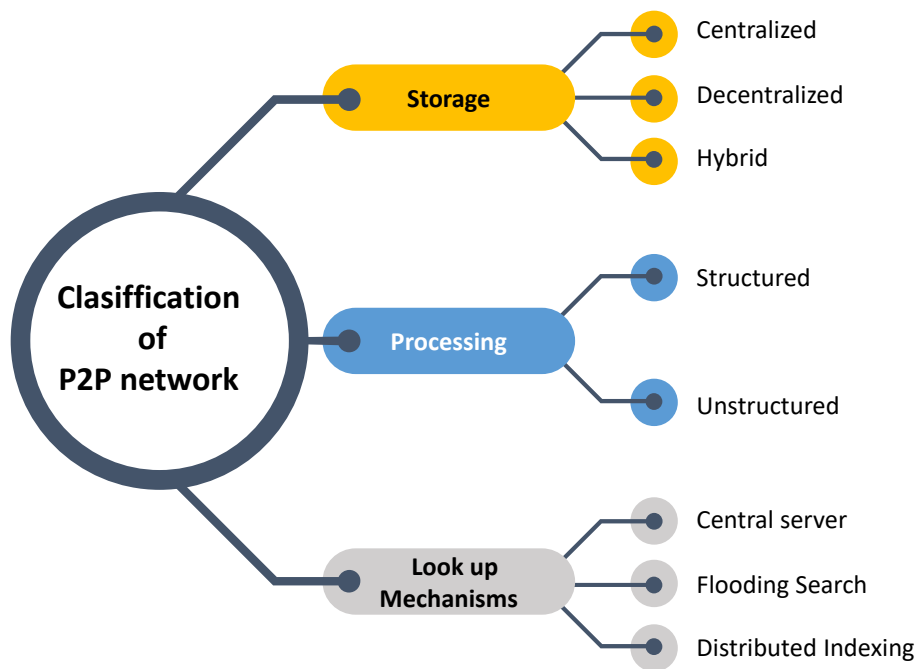 Clasiffication
of
P2P network
Storage
Centralized
Decentralized
Hybrid
Processing
Structured
Unstructured
Look up
Mechanisms
Central server
Flooding Search
Distributed Indexing